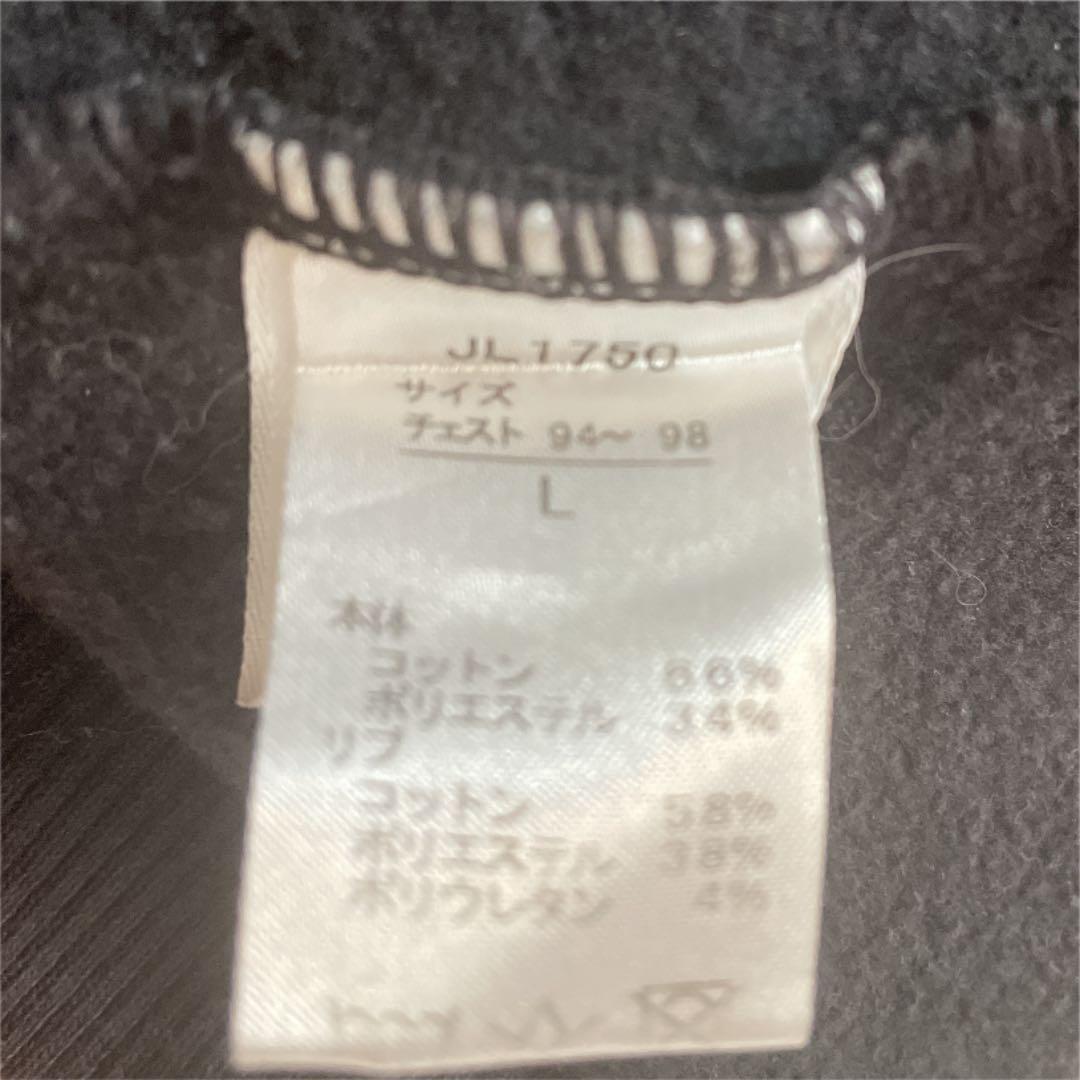 JL1750
サイズ
チェスト 94〜 98
L
本体
コットン 66%
ポリエステル 34%
リブ
コットン 58%
ポリエステル 38%
ポリウレタン 4%